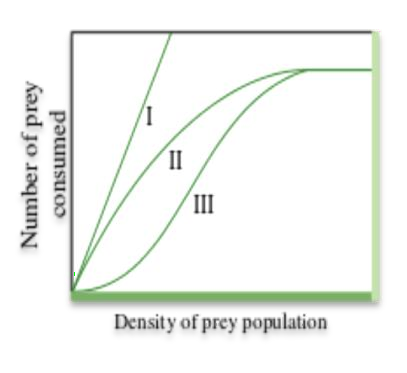 Number of prey
consumed
I
II
III
Density of prey population